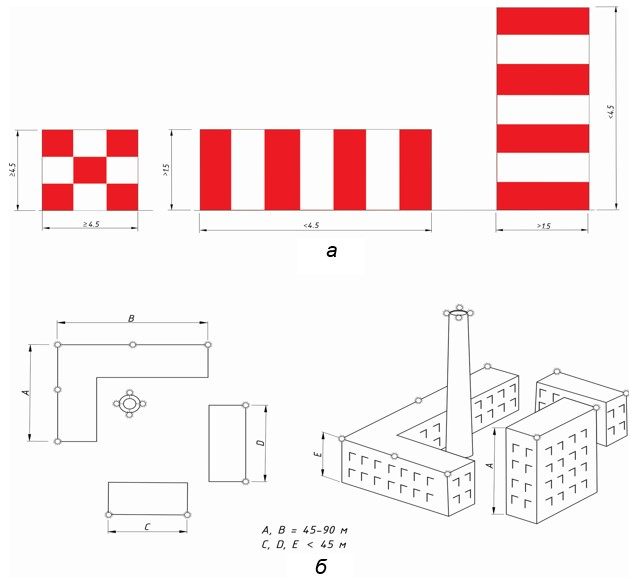 ≥4.5
≥4.5
>1.5
<4.5
<4.5
>1.5
а
B
A
D
C
E
A
A, B = 45-90 м
C, D, E < 45 м
б